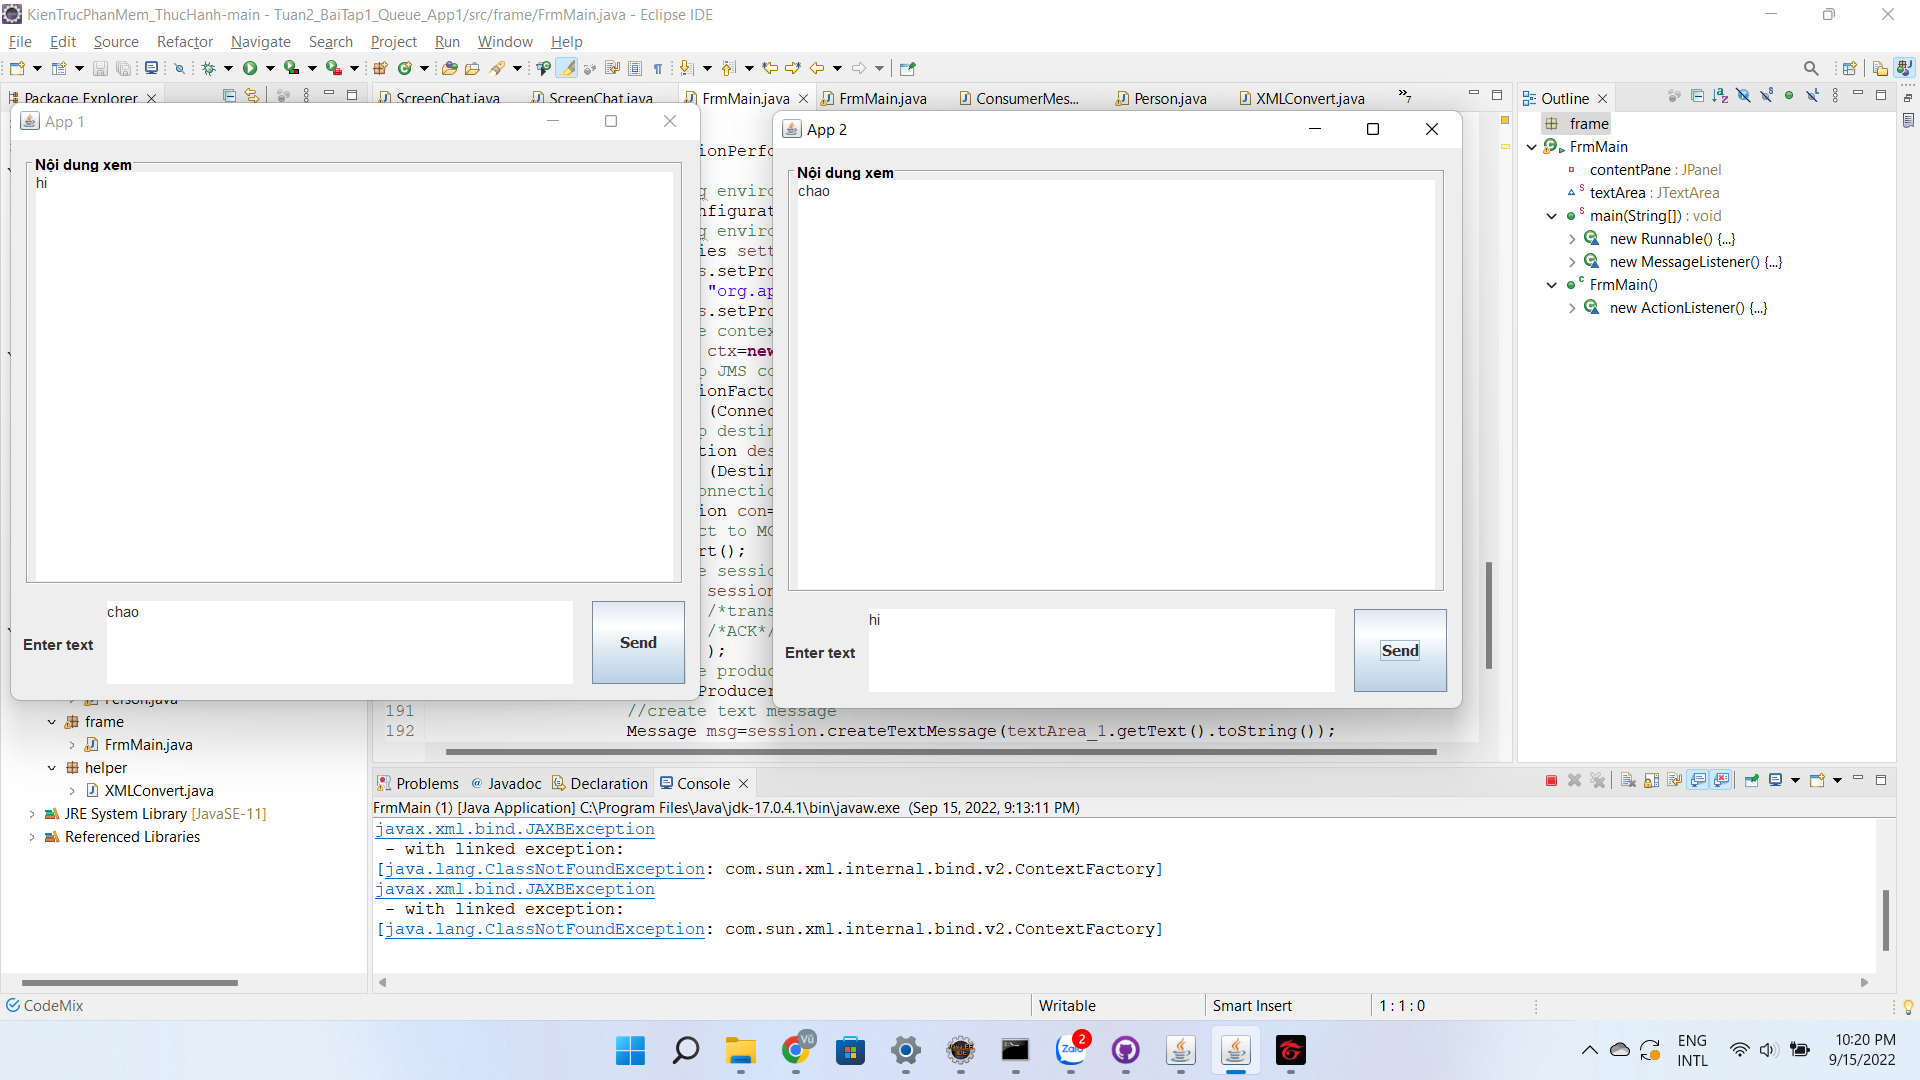 KienTrucPhanMem_ThucHanh-main - Tuan2_BaiTap1_Queue_App1/src/frame/FrmMain.java - Eclipse IDE
File Edit Source Refactor Navigate Search Project Run Window Help
Package Explorer
ScreenChat.java
ScreenChat.java
FrmMain.java
FrmMain.java
ConsumerMes...
Person.java
XMLConvert.java
»7
App 1
Nội dung xem
hi
Enter text
chao
Send
App 2
Nội dung xem
chao
Enter text
hi
Send
ionPerfo
g enviro
nfigurat
g enviro
ies sett
s.setPro
"org.ap
s.setPro
e contex
ctx=new
p JMS co
ionFacto
(Connec
p destin
tion des
(Destin
onnectio
ion con=
ct to MO
rt();
e sessio
session
/*trans
/*ACK*/
);
e produc
Producer
191 //create text message
192 Message msg=session.createTextMessage(textArea_1.getText().toString());
Person.java
frame
FrmMain.java
helper
XMLConvert.java
JRE System Library [JavaSE-11]
Referenced Libraries
Outline
frame
FrmMain
contentPane : JPanel
textArea : JTextArea
main(String[]) : void
new Runnable() {...}
new MessageListener() {...}
FrmMain()
new ActionListener() {...}
Problems Javadoc Declaration Console
FrmMain (1) [Java Application] C:\Program Files\Java\jdk-17.0.4.1\bin\javaw.exe (Sep 15, 2022, 9:13:11 PM)
javax.xml.bind.JAXBException
- with linked exception:
[java.lang.ClassNotFoundException: com.sun.xml.internal.bind.v2.ContextFactory]
javax.xml.bind.JAXBException
- with linked exception:
[java.lang.ClassNotFoundException: com.sun.xml.internal.bind.v2.ContextFactory]
CodeMix
Writable
Smart Insert
1 : 1 : 0
Vũ
Zalo
2
ENG
INTL
10:20 PM
9/15/2022